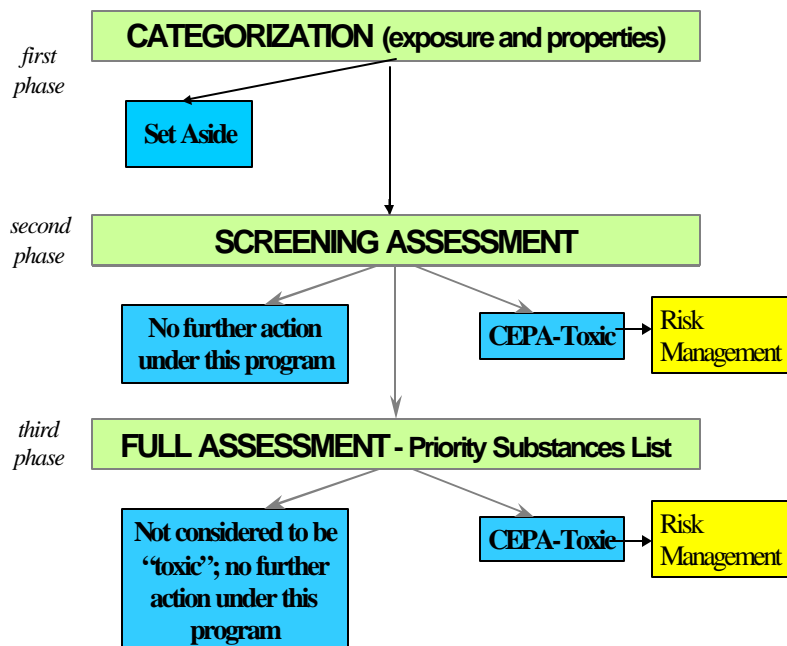 CATEGORIZATION (exposure and properties)
first
phase
Set Aside
second
phase
SCREENING ASSESSMENT
No further action
under this program
CEPA-Toxic
Risk
Management
third
phase
FULL ASSESSMENT - Priority Substances List
Not considered to be
“toxic”; no further
action under this
program
CEPA-Toxic
Risk
Management